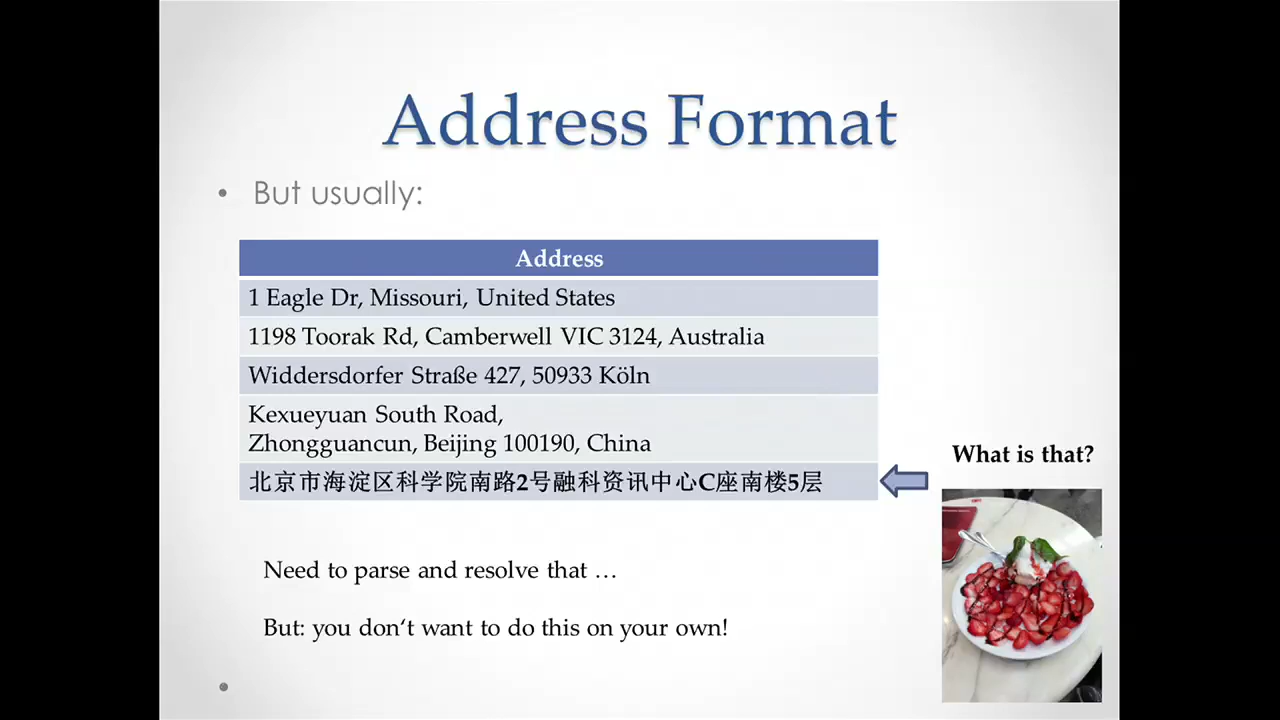 Address Format
• But usually:
Address
1 Eagle Dr, Missouri, United States
1198 Toorak Rd, Camberwell VIC 3124, Australia
Widdersdorfer Straße 427, 50933 Köln
Kexueyuan South Road,
Zhongguancun, Beijing 100190, China
北京市海淀区科学院南路2号融科资讯中心C座南楼5层
What is that?
Need to parse and resolve that …
But: you don‘t want to do this on your own!